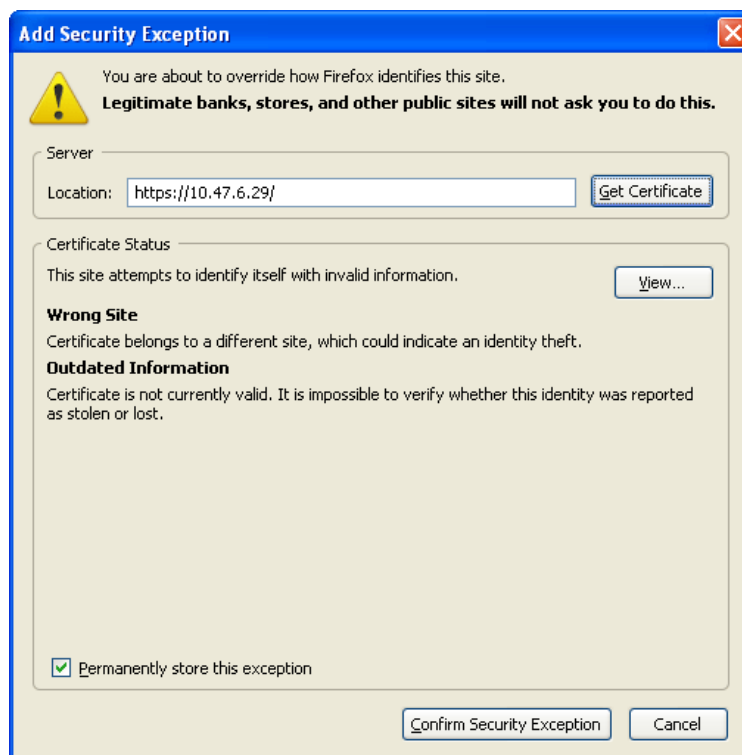 Add Security Exception
You are about to override how Firefox identifies this site.
Legitimate banks, stores, and other public sites will not ask you to do this.
Server
Location: https://10.47.6.29/ Get Certificate
Certificate Status
This site attempts to identify itself with invalid information. View...
Wrong Site
Certificate belongs to a different site, which could indicate an identity theft.
Outdated Information
Certificate is not currently valid. It is impossible to verify whether this identity was reported
as stolen or lost.
Permanently store this exception
Confirm Security Exception Cancel